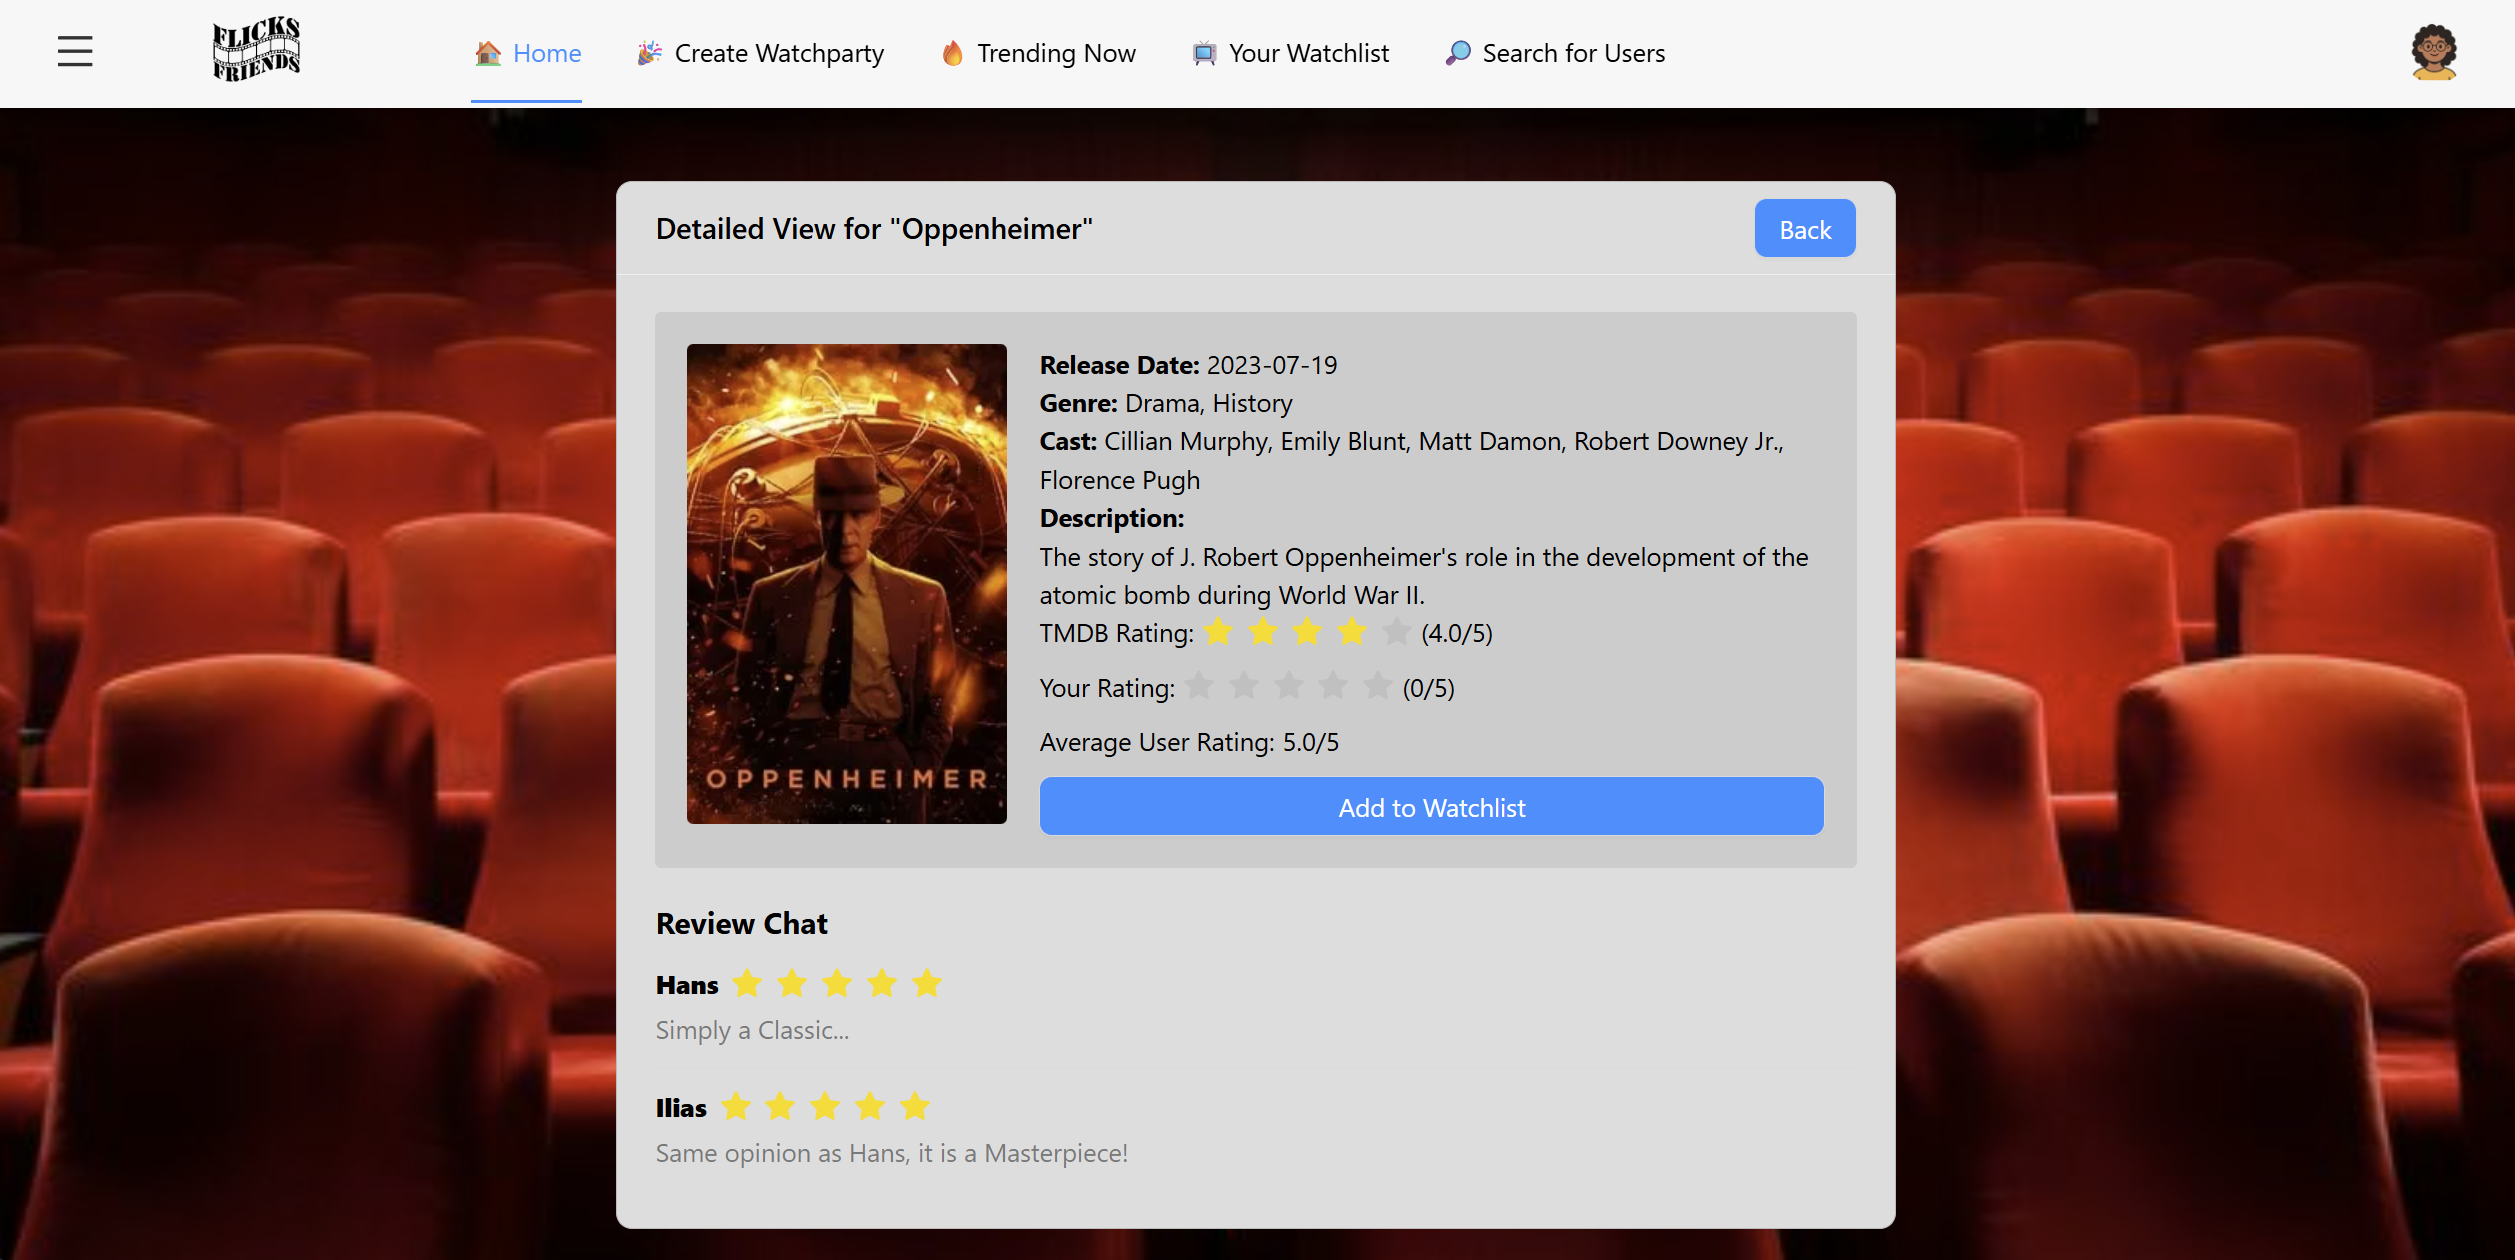 FLICKS
FRIENDS
Home
Create Watchparty
Trending Now
Your Watchlist
Search for Users
Detailed View for "Oppenheimer"
Back
OPPENHEIMER
Release Date: 2023-07-19
Genre: Drama, History
Cast: Cillian Murphy, Emily Blunt, Matt Damon, Robert Downey Jr.,
Florence Pugh
Description:
The story of J. Robert Oppenheimer's role in the development of the
atomic bomb during World War II.
TMDB Rating: (4.0/5)
Your Rating: (0/5)
Average User Rating: 5.0/5
Add to Watchlist
Review Chat
Hans
Simply a Classic...
Ilias
Same opinion as Hans, it is a Masterpiece!